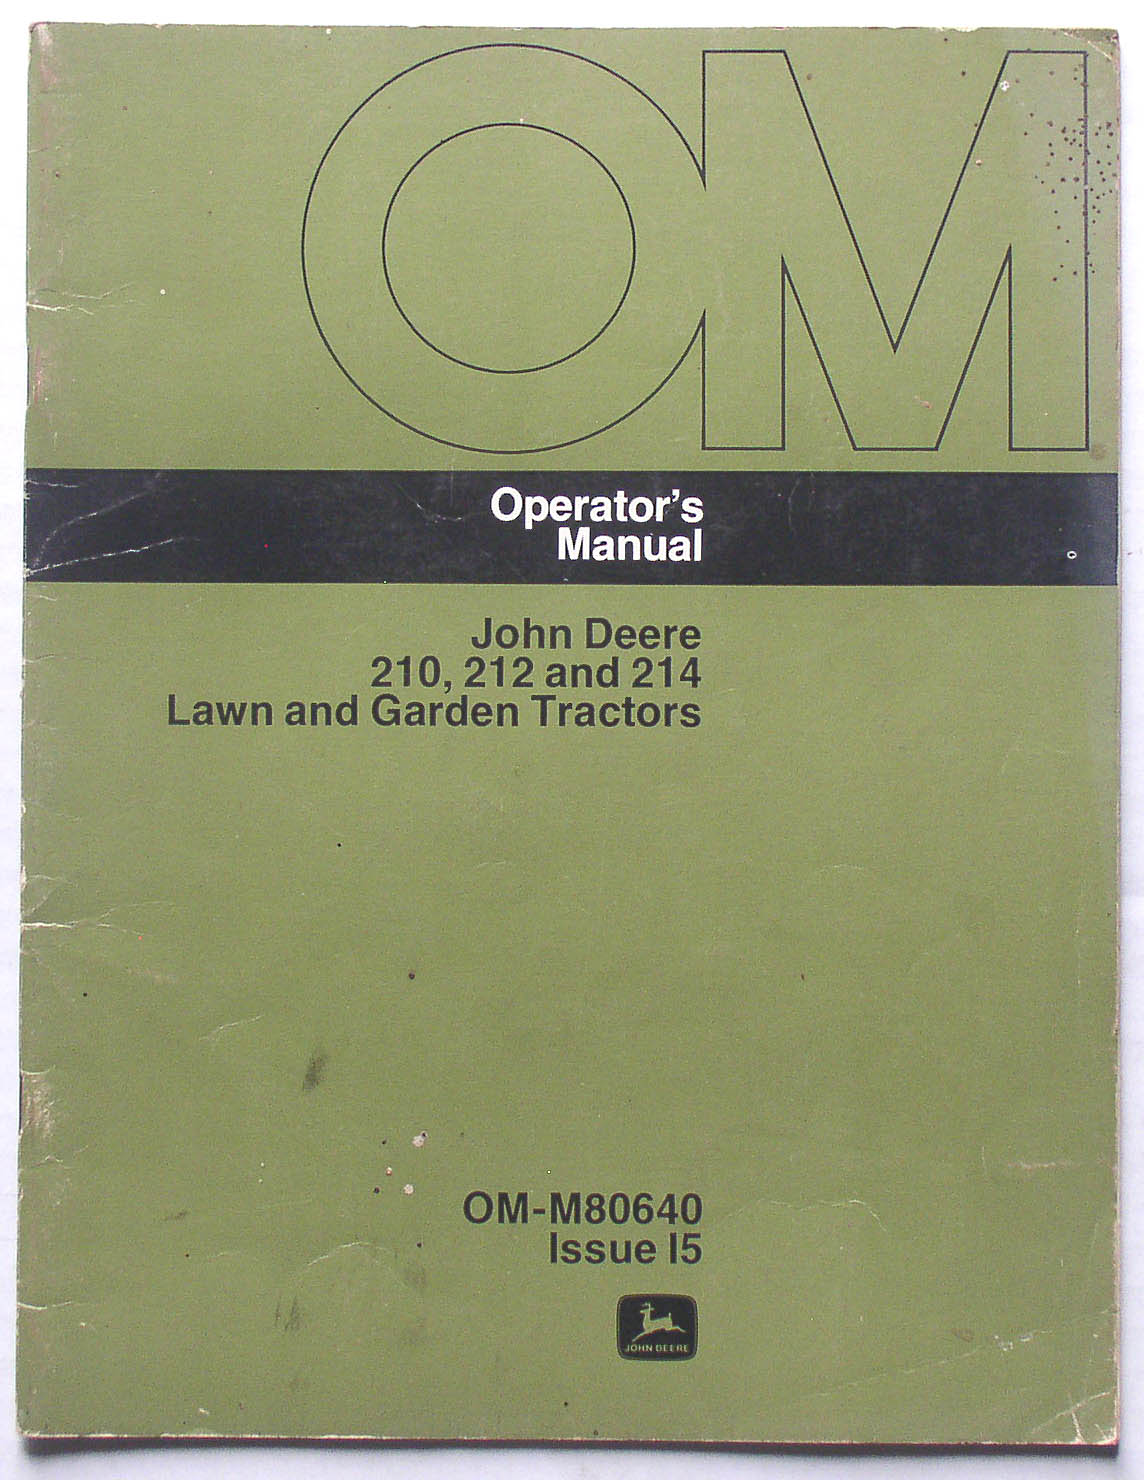 OM
Operator's
Manual
John Deere
210, 212 and 214
Lawn and Garden Tractors
OM-M80640
Issue I5
JOHN DEERE